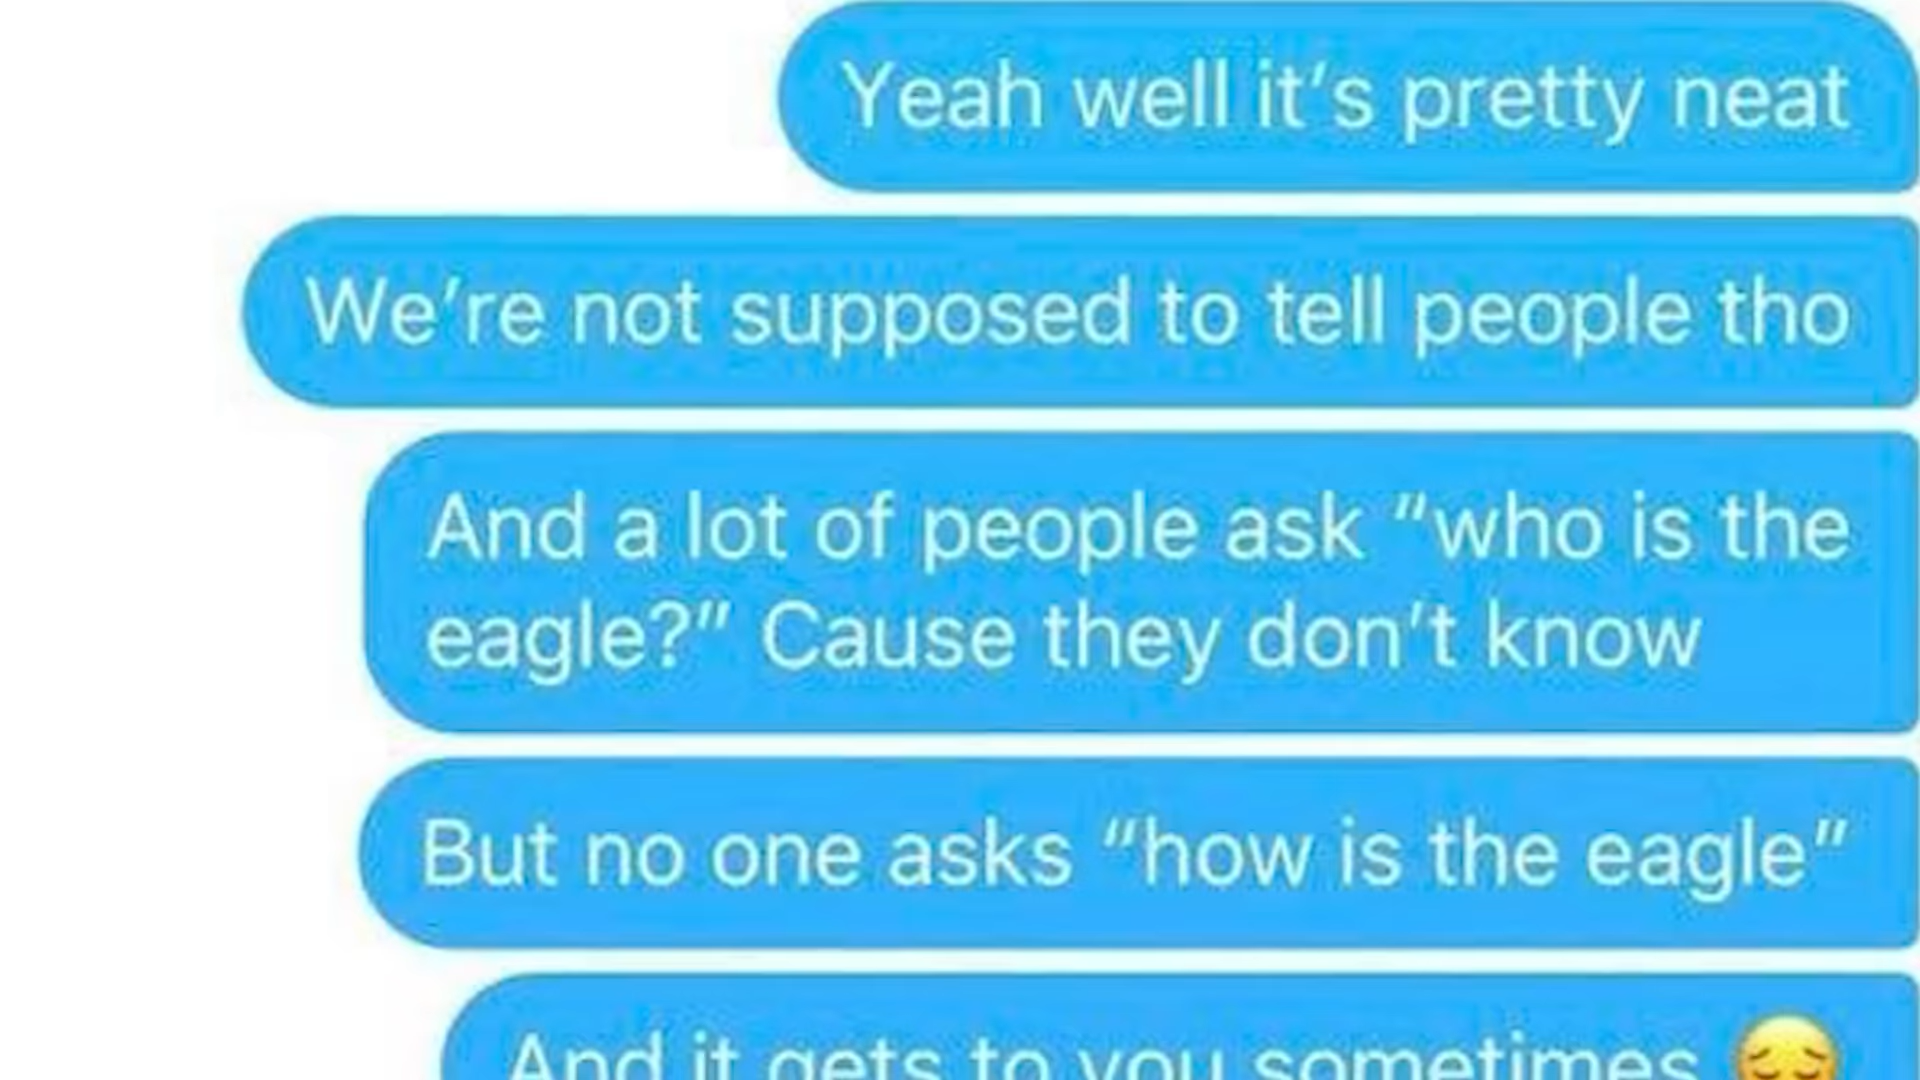 Yeah well it's pretty neat
We're not supposed to tell people tho
And a lot of people ask "who is the
eagle?" Cause they don't know
But no one asks "how is the eagle"
And it gets to you sometimes 😔